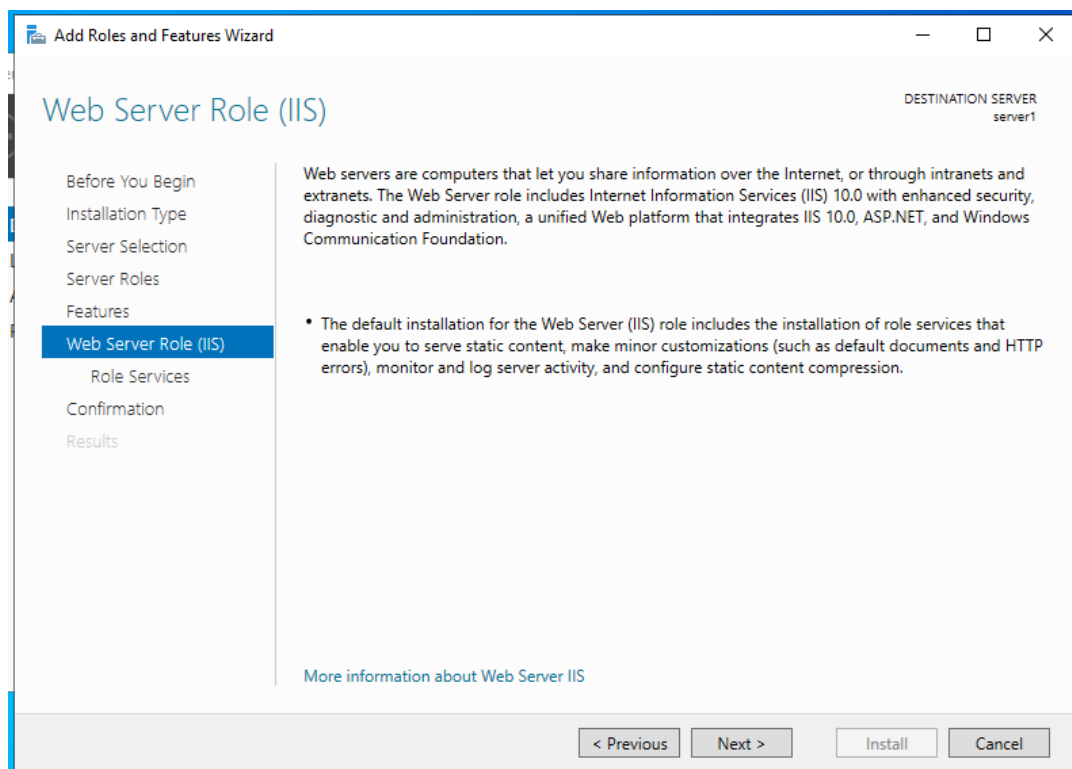 Add Roles and Features Wizard
Web Server Role (IIS)
DESTINATION SERVER
server1
Before You Begin
Installation Type
Server Selection
Server Roles
Features
Web Server Role (IIS)
Role Services
Confirmation
Results
Web servers are computers that let you share information over the Internet, or through intranets and
extranets. The Web Server role includes Internet Information Services (IIS) 10.0 with enhanced security,
diagnostic and administration, a unified Web platform that integrates IIS 10.0, ASP.NET, and Windows
Communication Foundation.
• The default installation for the Web Server (IIS) role includes the installation of role services that
enable you to serve static content, make minor customizations (such as default documents and HTTP
errors), monitor and log server activity, and configure static content compression.
More information about Web Server IIS
< Previous
Next >
Install
Cancel